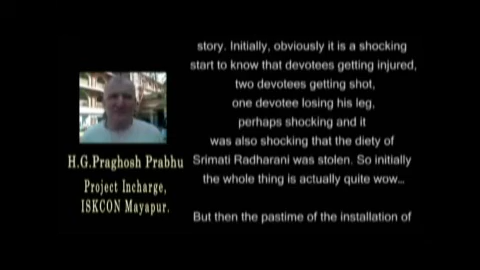 story. Initially, obviously it is a shocking
start to know that devotees getting injured,
two devotees getting shot,
one devotee losing his leg,
perhaps shocking and it
was also shocking that the diety of
Srimati Radharani was stolen. So initially
the whole thing is actually quite wow...
But then the pastime of the installation of
H.G.Praghosh Prabhu
Project Incharge,
ISKCON Mayapur.